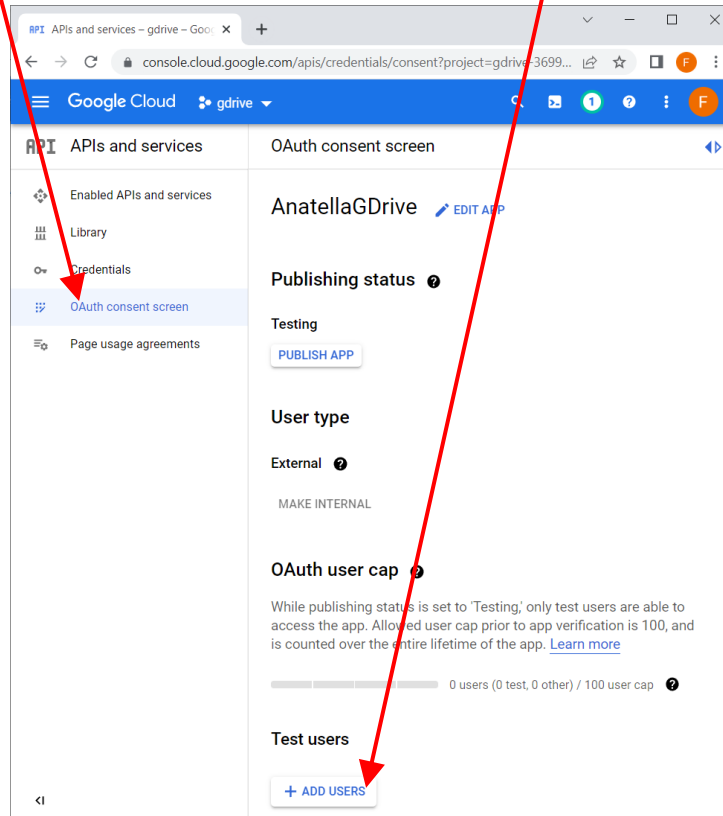 API APIs and services – gdrive – Goo
console.cloud.google.com/apis/credentials/consent?project=gdrive-3699...
F
Google Cloud gdrive 1 F
API APIs and services
OAuth consent screen
Enabled APIs and services
Library
Credentials
OAuth consent screen
Page usage agreements
AnatellaGDrive EDIT APP
Publishing status
Testing
PUBLISH APP
User type
External
MAKE INTERNAL
OAuth user cap
While publishing status is set to 'Testing,' only test users are able to
access the app. Allowed user cap prior to app verification is 100, and
is counted over the entire lifetime of the app. Learn more
0 users (0 test, 0 other) / 100 user cap
Test users
+ ADD USERS